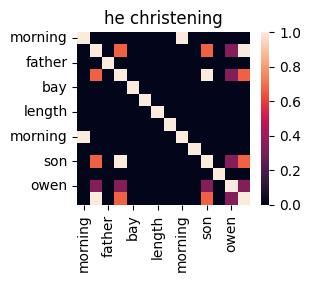 he christening
morning
father
bay
length
morning
son
owen
1.0
0.8
0.6
0.4
0.2
0.0
morning
father
bay
length
morning
son
owen